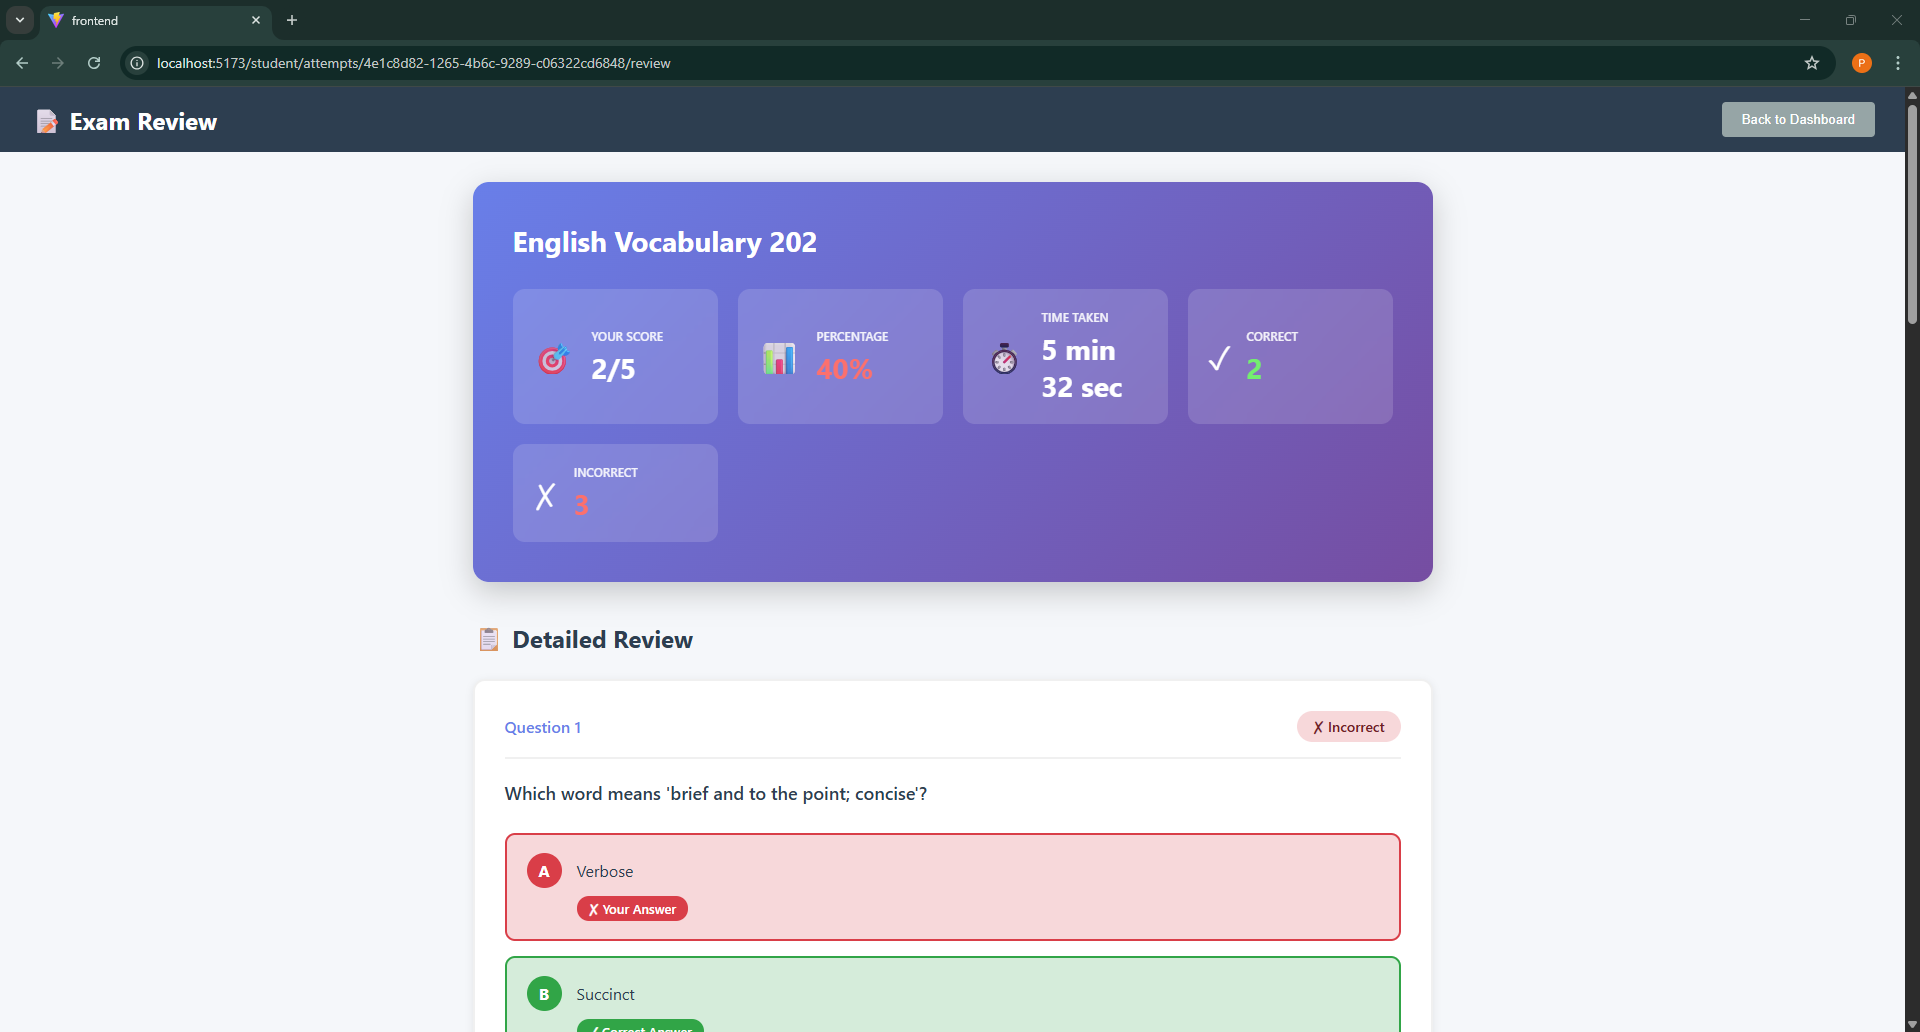 frontend
localhost:5173/student/attempts/4e1c8d82-1265-4b6c-9289-c06322cd6848/review
P
Exam Review
Back to Dashboard
English Vocabulary 202
YOUR SCORE
2/5
PERCENTAGE
40%
TIME TAKEN
5 min
32 sec
✓
CORRECT
2
✗
INCORRECT
3
Detailed Review
Question 1
✗ Incorrect
Which word means 'brief and to the point; concise'?
A
Verbose
✗ Your Answer
B
Succinct
✓ Correct Answer